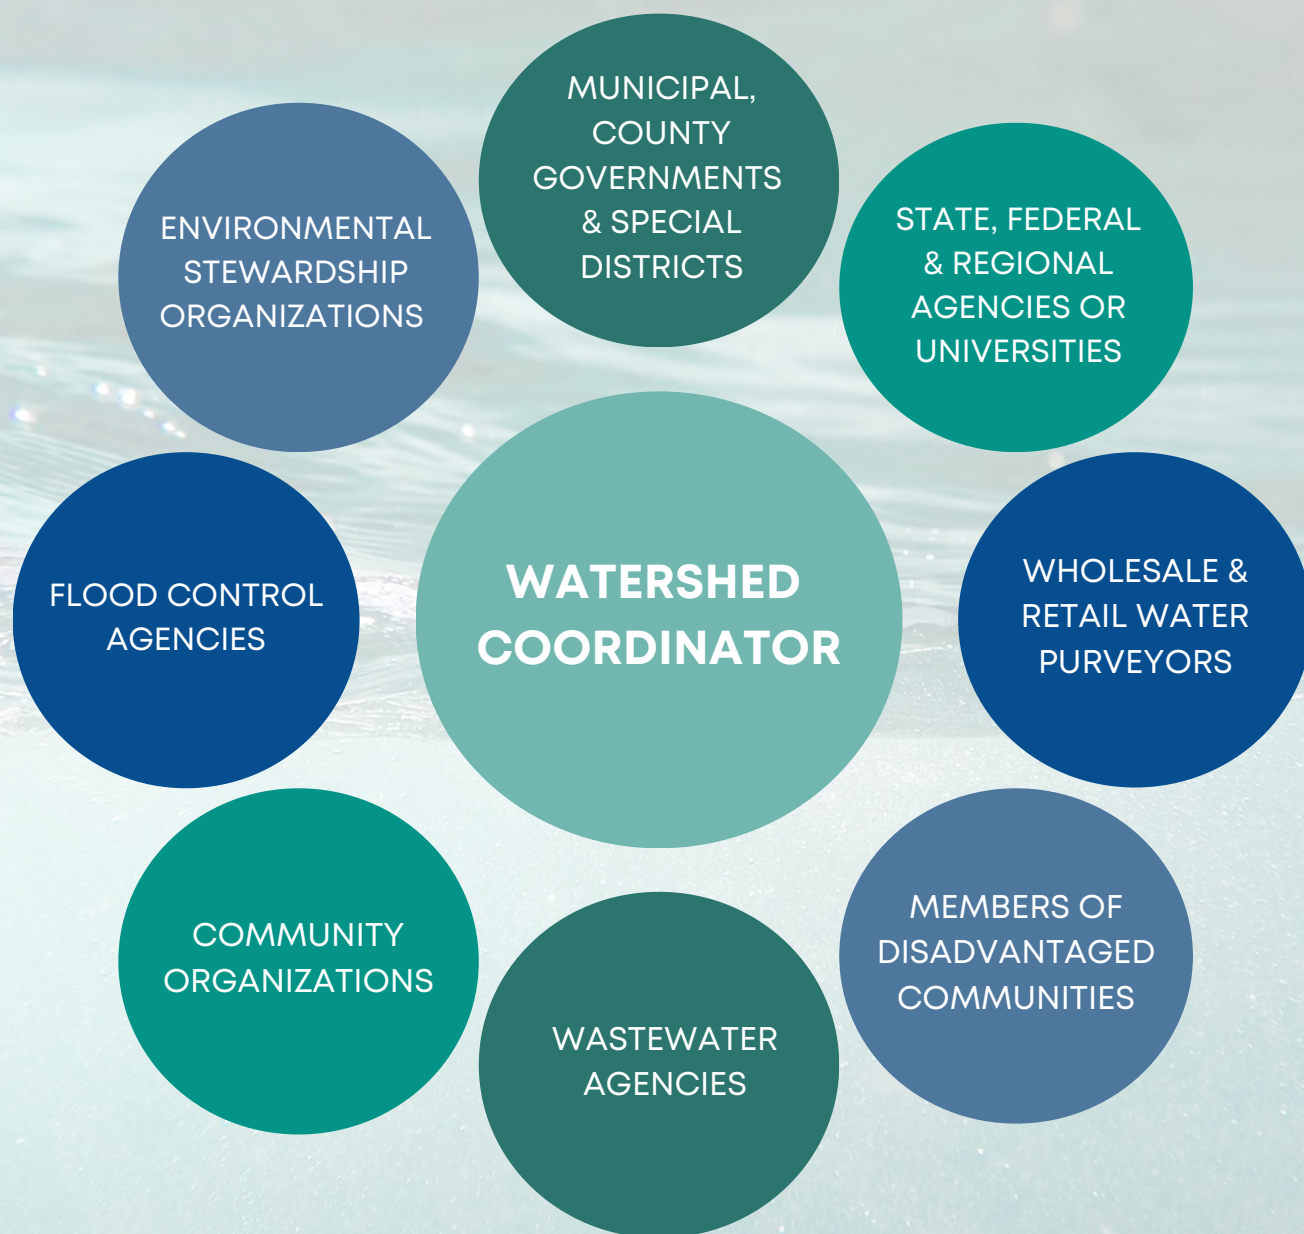 MUNICIPAL,
COUNTY
GOVERNMENTS
& SPECIAL
DISTRICTS
STATE, FEDERAL
& REGIONAL
AGENCIES OR
UNIVERSITIES
WHOLESALE &
RETAIL WATER
PURVEYORS
MEMBERS OF
DISADVANTAGED
COMMUNITIES
WASTEWATER
AGENCIES
COMMUNITY
ORGANIZATIONS
FLOOD CONTROL
AGENCIES
ENVIRONMENTAL
STEWARDSHIP
ORGANIZATIONS
WATERSHED
COORDINATOR